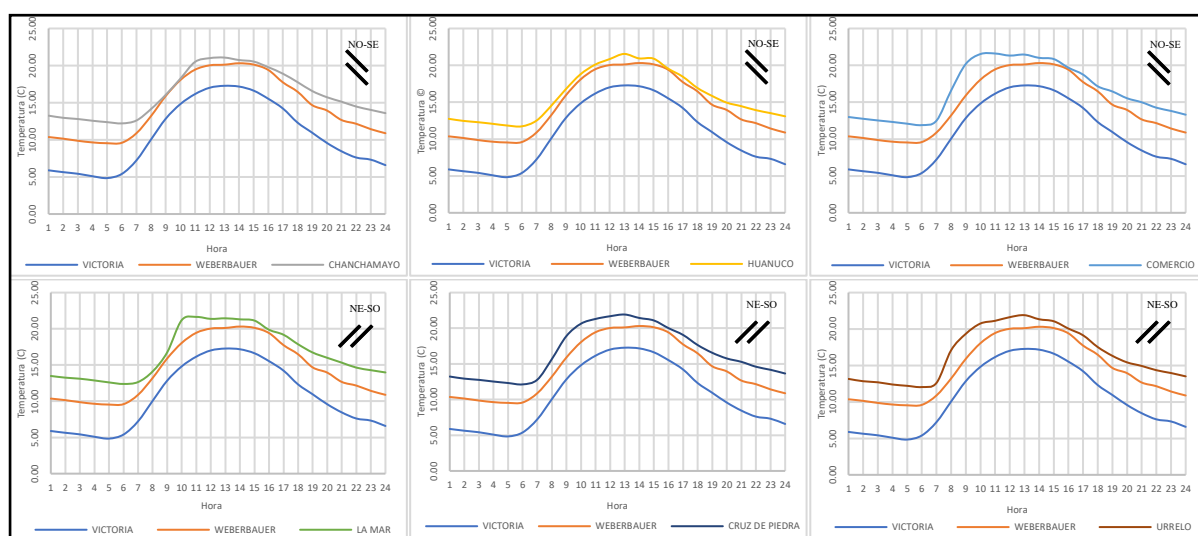 25.00
20.00
15.00
10.00
5.00
0.00
Temperatura (C)
NO-SE
1 2 3 4 5 6 7 8 9 10 11 12 13 14 15 16 17 18 19 20 21 22 23 24
Hora
VICTORIA WEBERBAUER CHANCHAMAYO
25.00
20.00
15.00
10.00
5.00
0.00
Temperatura ©
NO-SE
1 2 3 4 5 6 7 8 9 10 11 12 13 14 15 16 17 18 19 20 21 22 23 24
Hora
VICTORIA WEBERBAUER HUANUCO
25.00
20.00
15.00
10.00
5.00
0.00
Temperatura (C)
NO-SE
1 2 3 4 5 6 7 8 9 10 11 12 13 14 15 16 17 18 19 20 21 22 23 24
Hora
VICTORIA WEBERBAUER COMERCIO
25.00
20.00
15.00
10.00
5.00
0.00
Temperatura (C)
NE-SO
1 2 3 4 5 6 7 8 9 10 11 12 13 14 15 16 17 18 19 20 21 22 23 24
Hora
VICTORIA WEBERBAUER LA MAR
25.00
20.00
15.00
10.00
5.00
0.00
Temperatura (C)
NE-SO
1 2 3 4 5 6 7 8 9 10 11 12 13 14 15 16 17 18 19 20 21 22 23 24
Hora
VICTORIA WEBERBAUER CRUZ DE PIEDRA
25.00
20.00
15.00
10.00
5.00
0.00
Temperatura (C)
NE-SO
1 2 3 4 5 6 7 8 9 10 11 12 13 14 15 16 17 18 19 20 21 22 23 24
Hora
VICTORIA WEBERBAUER URRELO